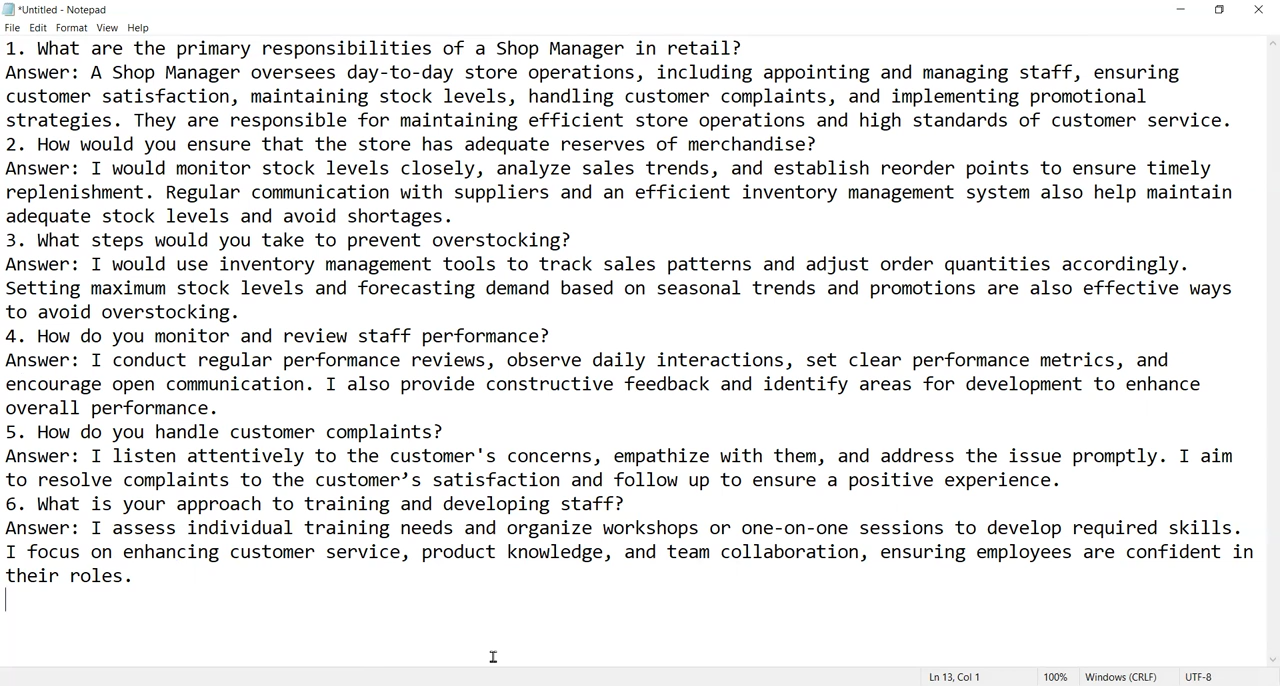 *Untitled - Notepad
File Edit Format View Help
1. What are the primary responsibilities of a Shop Manager in retail?
Answer: A Shop Manager oversees day-to-day store operations, including appointing and managing staff, ensuring
customer satisfaction, maintaining stock levels, handling customer complaints, and implementing promotional
strategies. They are responsible for maintaining efficient store operations and high standards of customer service.
2. How would you ensure that the store has adequate reserves of merchandise?
Answer: I would monitor stock levels closely, analyze sales trends, and establish reorder points to ensure timely
replenishment. Regular communication with suppliers and an efficient inventory management system also help maintain
adequate stock levels and avoid shortages.
3. What steps would you take to prevent overstocking?
Answer: I would use inventory management tools to track sales patterns and adjust order quantities accordingly.
Setting maximum stock levels and forecasting demand based on seasonal trends and promotions are also effective ways
to avoid overstocking.
4. How do you monitor and review staff performance?
Answer: I conduct regular performance reviews, observe daily interactions, set clear performance metrics, and
encourage open communication. I also provide constructive feedback and identify areas for development to enhance
overall performance.
5. How do you handle customer complaints?
Answer: I listen attentively to the customer's concerns, empathize with them, and address the issue promptly. I aim
to resolve complaints to the customer’s satisfaction and follow up to ensure a positive experience.
6. What is your approach to training and developing staff?
Answer: I assess individual training needs and organize workshops or one-on-one sessions to develop required skills.
I focus on enhancing customer service, product knowledge, and team collaboration, ensuring employees are confident in
their roles.
Ln 13, Col 1 100% Windows (CRLF) UTF-8